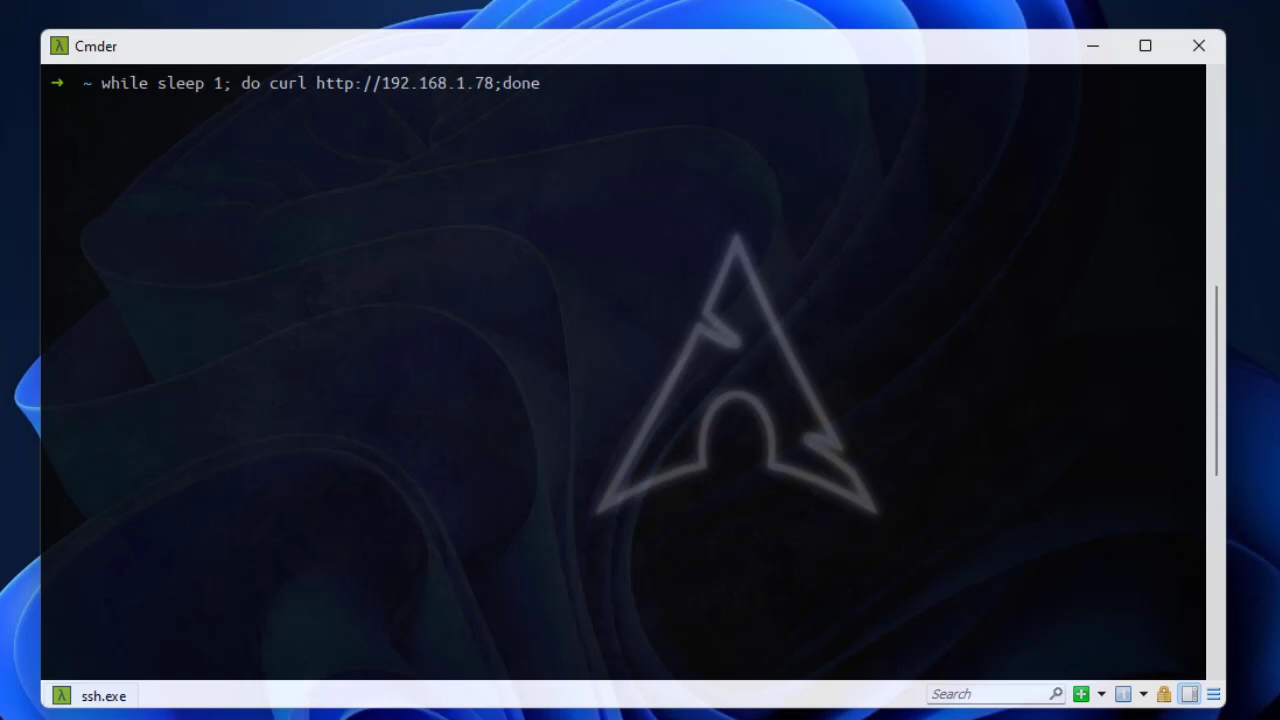 Cmder
➜ ~ while sleep 1; do curl http://192.168.1.78;done
ssh.exe
Search